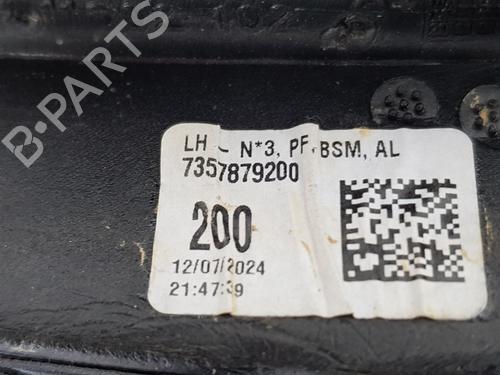 B-PARTS
LH - N*3, PF, BSM, AL
7357879200
200
12/07/2024
21:47:39